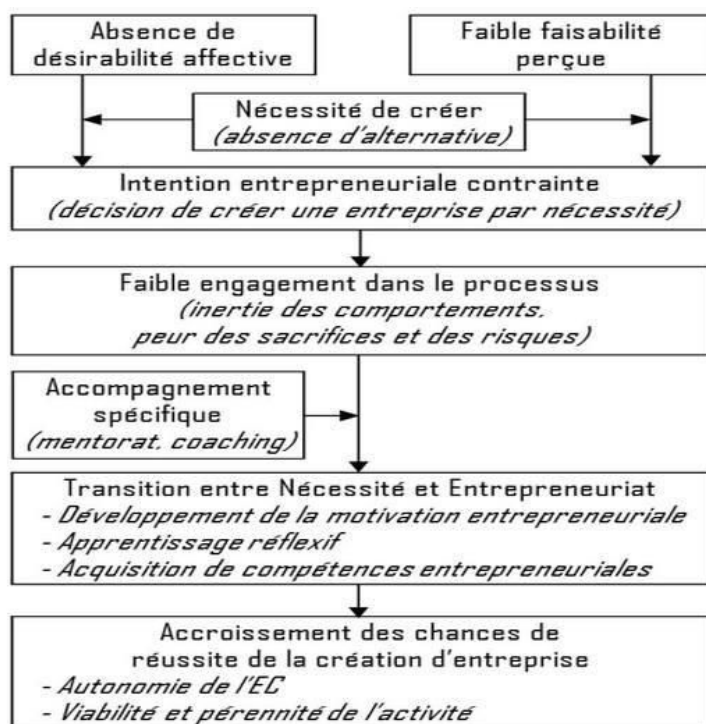 Absence de
désirabilité affective
Faible faisabilité
perçue
Nécessité de créer
(absence d'alternative)
Intention entrepreneuriale contrainte
(décision de créer une entreprise par nécessité)
Faible engagement dans le processus
(inertie des comportements,
peur des sacrifices et des risques)
Accompagnement
spécifique
(mentorat, coaching)
Transition entre Nécessité et Entrepreneuriat
- Développement de la motivation entrepreneuriale
- Apprentissage réflexif
- Acquisition de compétences entrepreneuriales
Accroissement des chances de
réussite de la création d'entreprise
- Autonomie de l'EC
- Viabilité et pérennité de l'activité